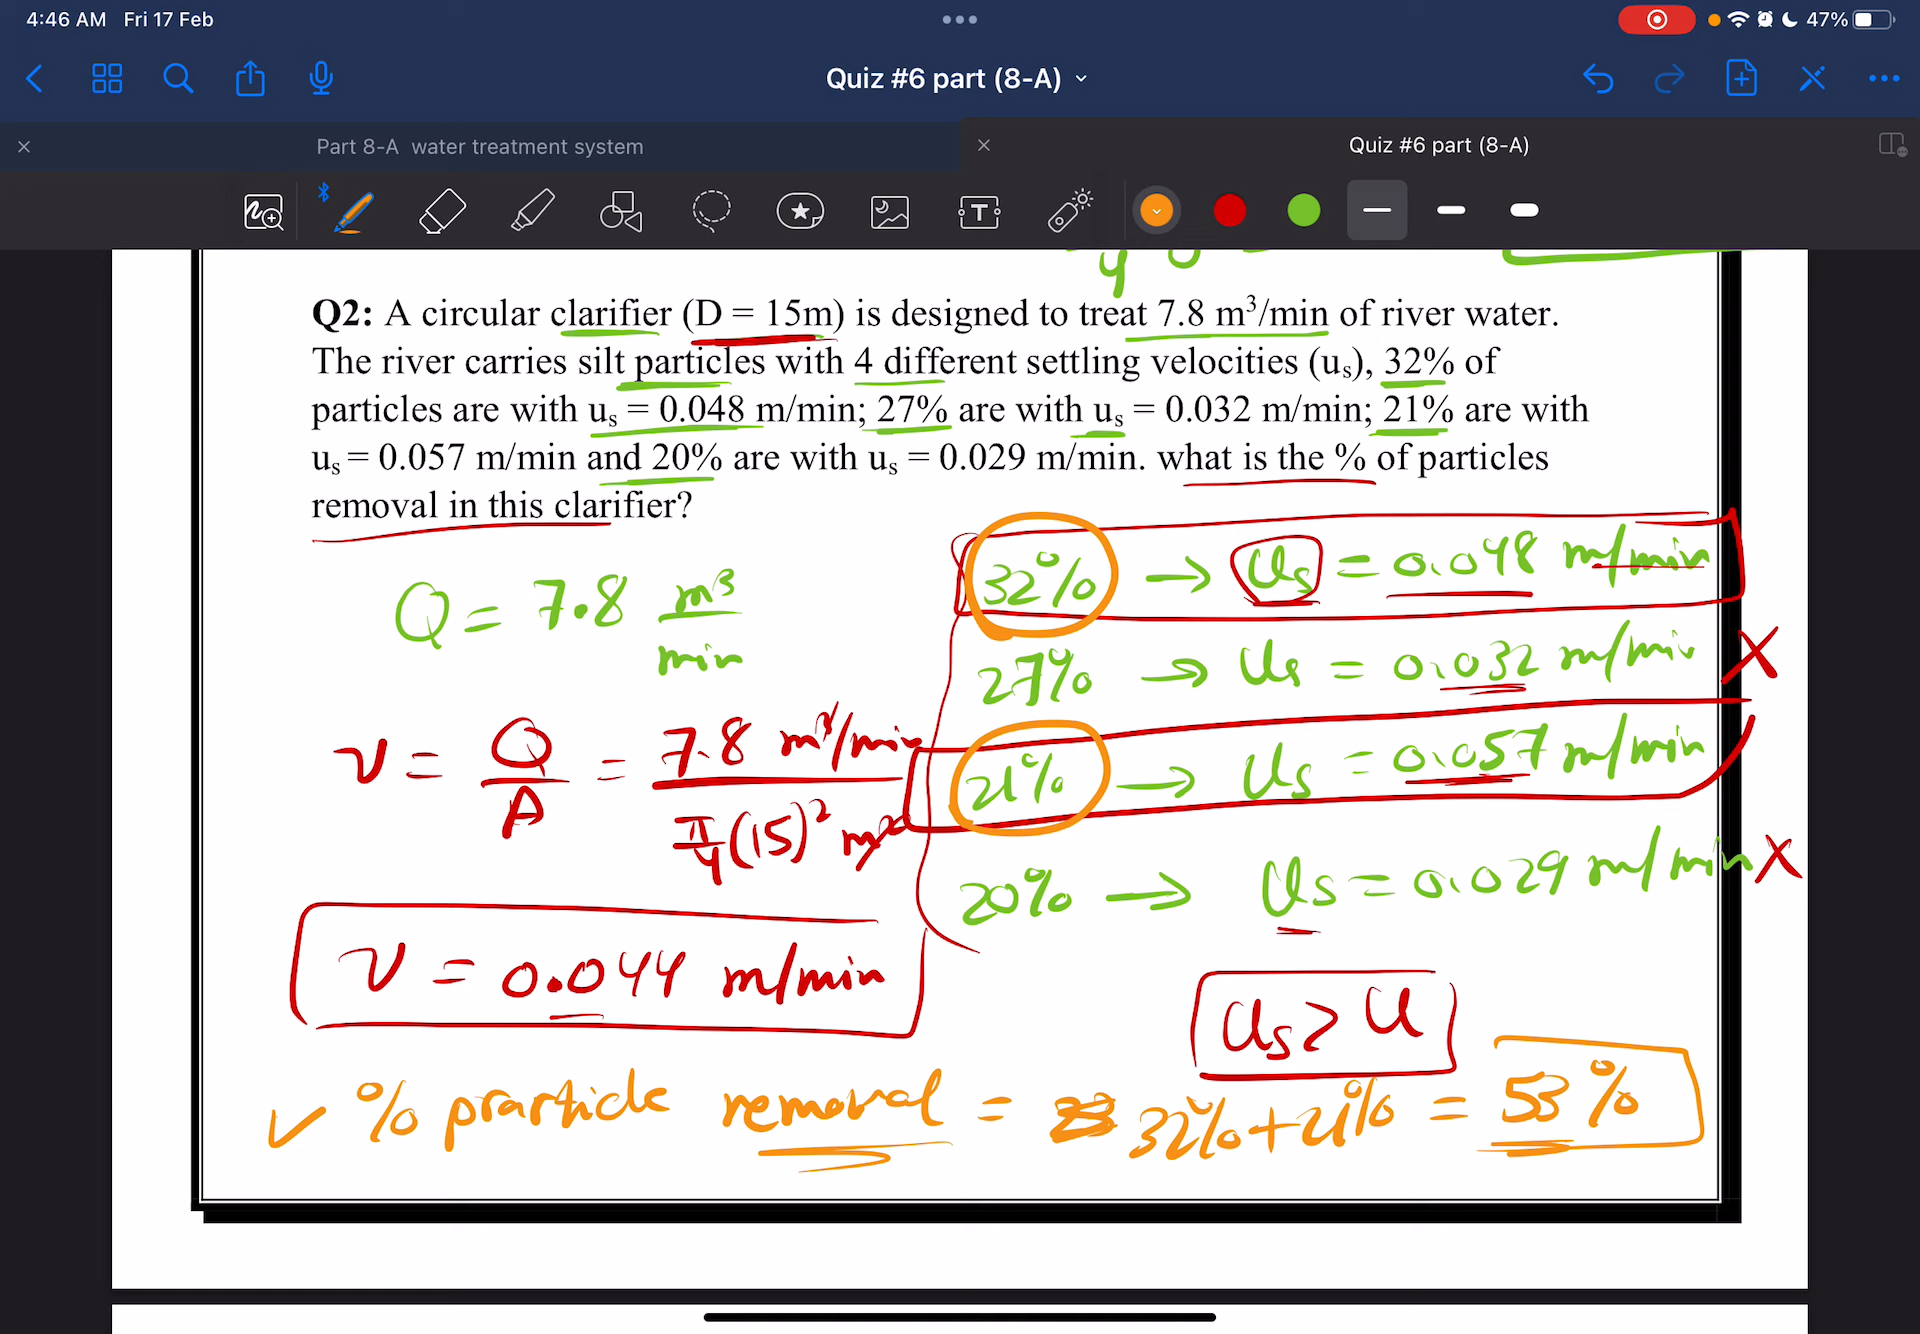 4:46 AM Fri 17 Feb
47%
Quiz #6 part (8-A)
Part 8-A water treatment system
Quiz #6 part (8-A)
Q2: A circular clarifier (D = 15m) is designed to treat 7.8 m³/min of river water.
The river carries silt particles with 4 different settling velocities (uₛ), 32% of
particles are with uₛ = 0.048 m/min; 27% are with uₛ = 0.032 m/min; 21% are with
uₛ = 0.057 m/min and 20% are with uₛ = 0.029 m/min. what is the % of particles
removal in this clarifier?
32% → Us = 0.048 m/min
Q = 7.8 m³/min
27% → Us = 0.032 m/min X
v = Q/A = 7.8 m³/min / π/4 (15)² m²
21% → Us = 0.057 m/min
20% → Us = 0.029 m/min X
v = 0.044 m/min
Us > U
✓ % prarticle removal = 32% + 21% = 53%